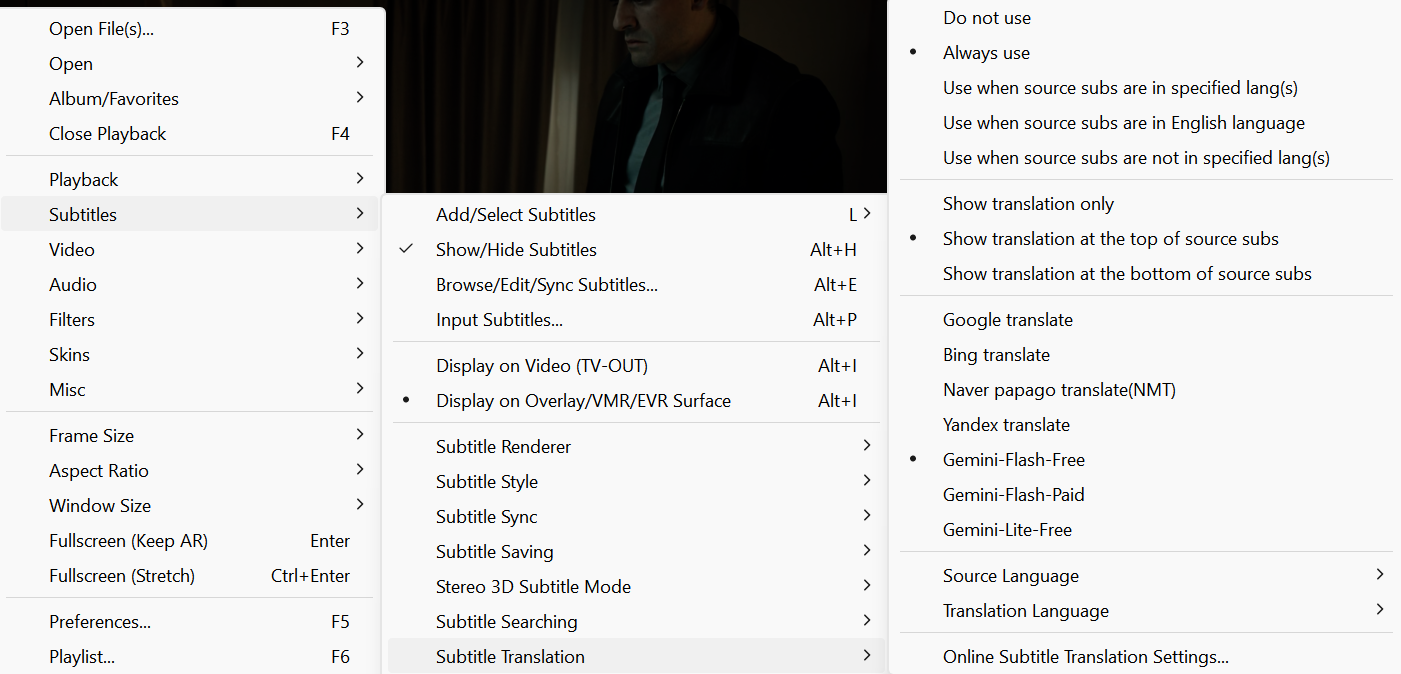 Open File(s)... F3
Open
Album/Favorites
Close Playback F4
Playback
Subtitles
Video
Audio
Filters
Skins
Misc
Frame Size
Aspect Ratio
Window Size
Fullscreen (Keep AR) Enter
Fullscreen (Stretch) Ctrl+Enter
Preferences... F5
Playlist... F6
Add/Select Subtitles L
Show/Hide Subtitles Alt+H
Browse/Edit/Sync Subtitles... Alt+E
Input Subtitles... Alt+P
Display on Video (TV-OUT) Alt+I
Display on Overlay/VMR/EVR Surface Alt+I
Subtitle Renderer
Subtitle Style
Subtitle Sync
Subtitle Saving
Stereo 3D Subtitle Mode
Subtitle Searching
Subtitle Translation
Do not use
Always use
Use when source subs are in specified lang(s)
Use when source subs are in English language
Use when source subs are not in specified lang(s)
Show translation only
Show translation at the top of source subs
Show translation at the bottom of source subs
Google translate
Bing translate
Naver papago translate(NMT)
Yandex translate
Gemini-Flash-Free
Gemini-Flash-Paid
Gemini-Lite-Free
Source Language
Translation Language
Online Subtitle Translation Settings...